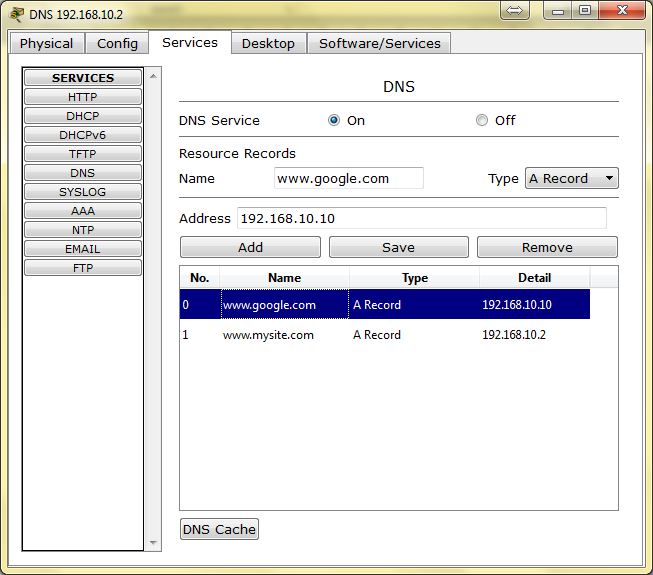 DNS 192.168.10.2
Physical Config Services Desktop Software/Services
SERVICES
HTTP
DHCP
DHCPv6
TFTP
DNS
SYSLOG
AAA
NTP
EMAIL
FTP
DNS
DNS Service On Off
Resource Records
Name www.google.com Type A Record
Address 192.168.10.10
Add Save Remove
No. Name Type Detail
0 www.google.com A Record 192.168.10.10
1 www.mysite.com A Record 192.168.10.2
DNS Cache